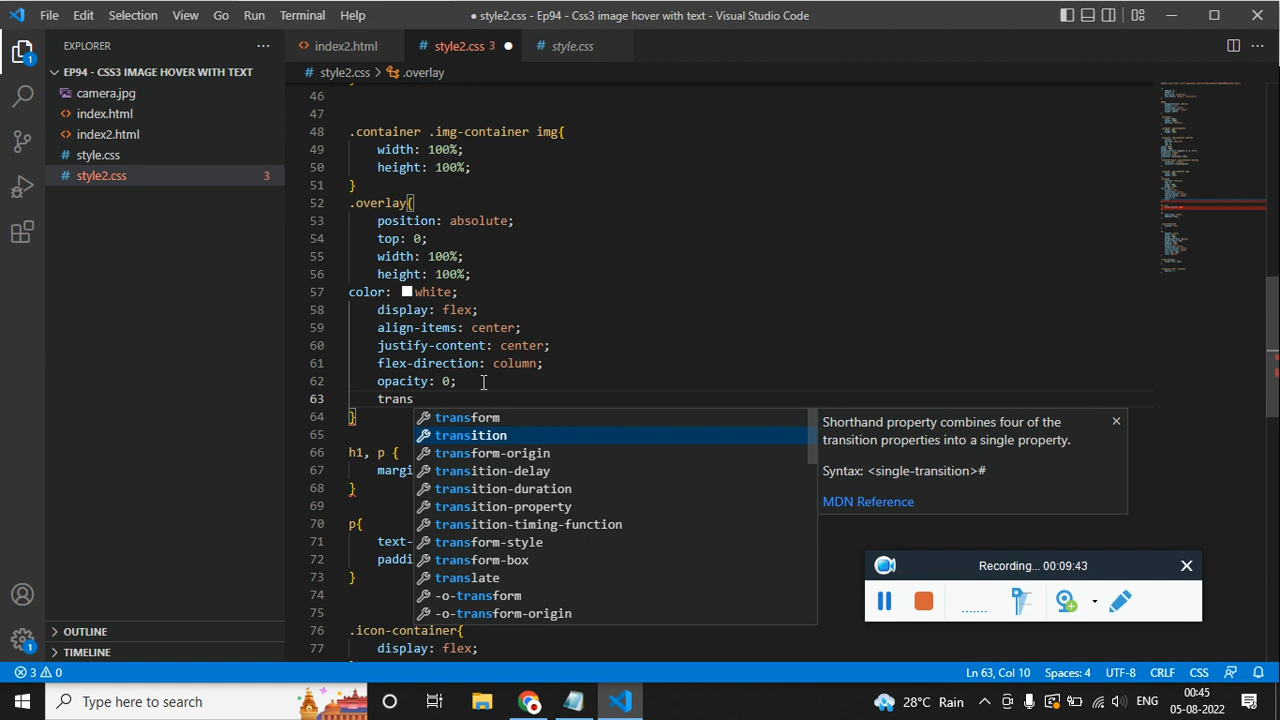 File Edit Selection View Go Run Terminal Help
● style2.css - Ep94 - Css3 image hover with text - Visual Studio Code
EXPLORER
index2.html
style2.css 3
style.css
EP94 - CSS3 IMAGE HOVER WITH TEXT
style2.css > .overlay
camera.jpg
index.html
index2.html
style.css
style2.css 3
46
47
48 .container .img-container img{
49 width: 100%;
50 height: 100%;
51 }
52 .overlay{
53 position: absolute;
54 top: 0;
55 width: 100%;
56 height: 100%;
57 color: white;
58 display: flex;
59 align-items: center;
60 justify-content: center;
61 flex-direction: column;
62 opacity: 0;
63 trans
64 }
65
66 h1, p {
67 margi
68 }
69
70 p{
71 text-
72 paddi
73 }
74
75
76 .icon-container{
77 display: flex;
transform
transition
transform-origin
transition-delay
transition-duration
transition-property
transition-timing-function
transform-style
transform-box
translate
-o-transform
-o-transform-origin
Shorthand property combines four of the
transition properties into a single property.
Syntax: <single-transition>#
MDN Reference
Recording... 00:09:43
OUTLINE
TIMELINE
1
1
3 0
Ln 63, Col 10 Spaces: 4 UTF-8 CRLF CSS
Type here to search
28°C Rain
ENG
00:45
05-08-2022